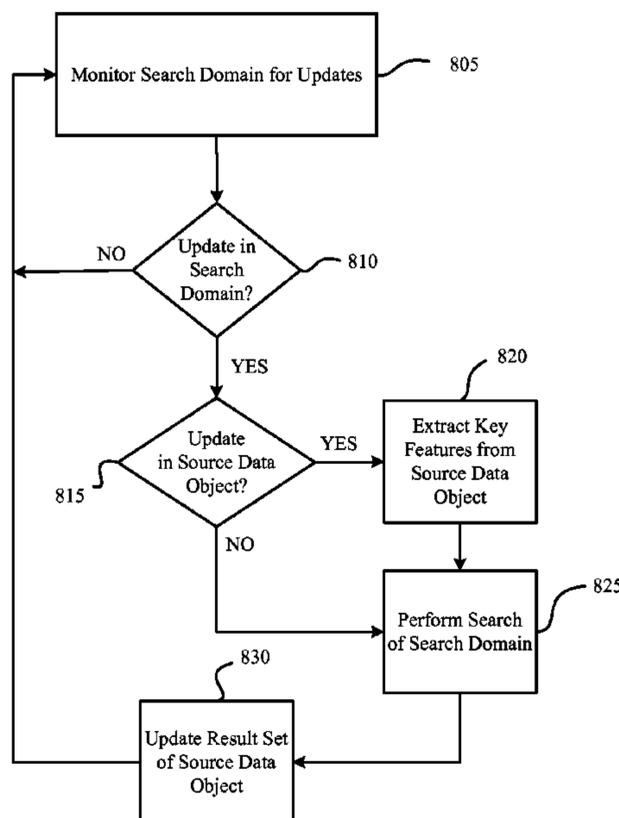 Monitor Search Domain for Updates
805
Update in
Search
Domain?
810
NO
YES
Update
in Source Data
Object?
815
YES
NO
820
Extract Key
Features from
Source Data
Object
825
Perform Search
of Search Domain
830
Update Result Set
of Source Data
Object